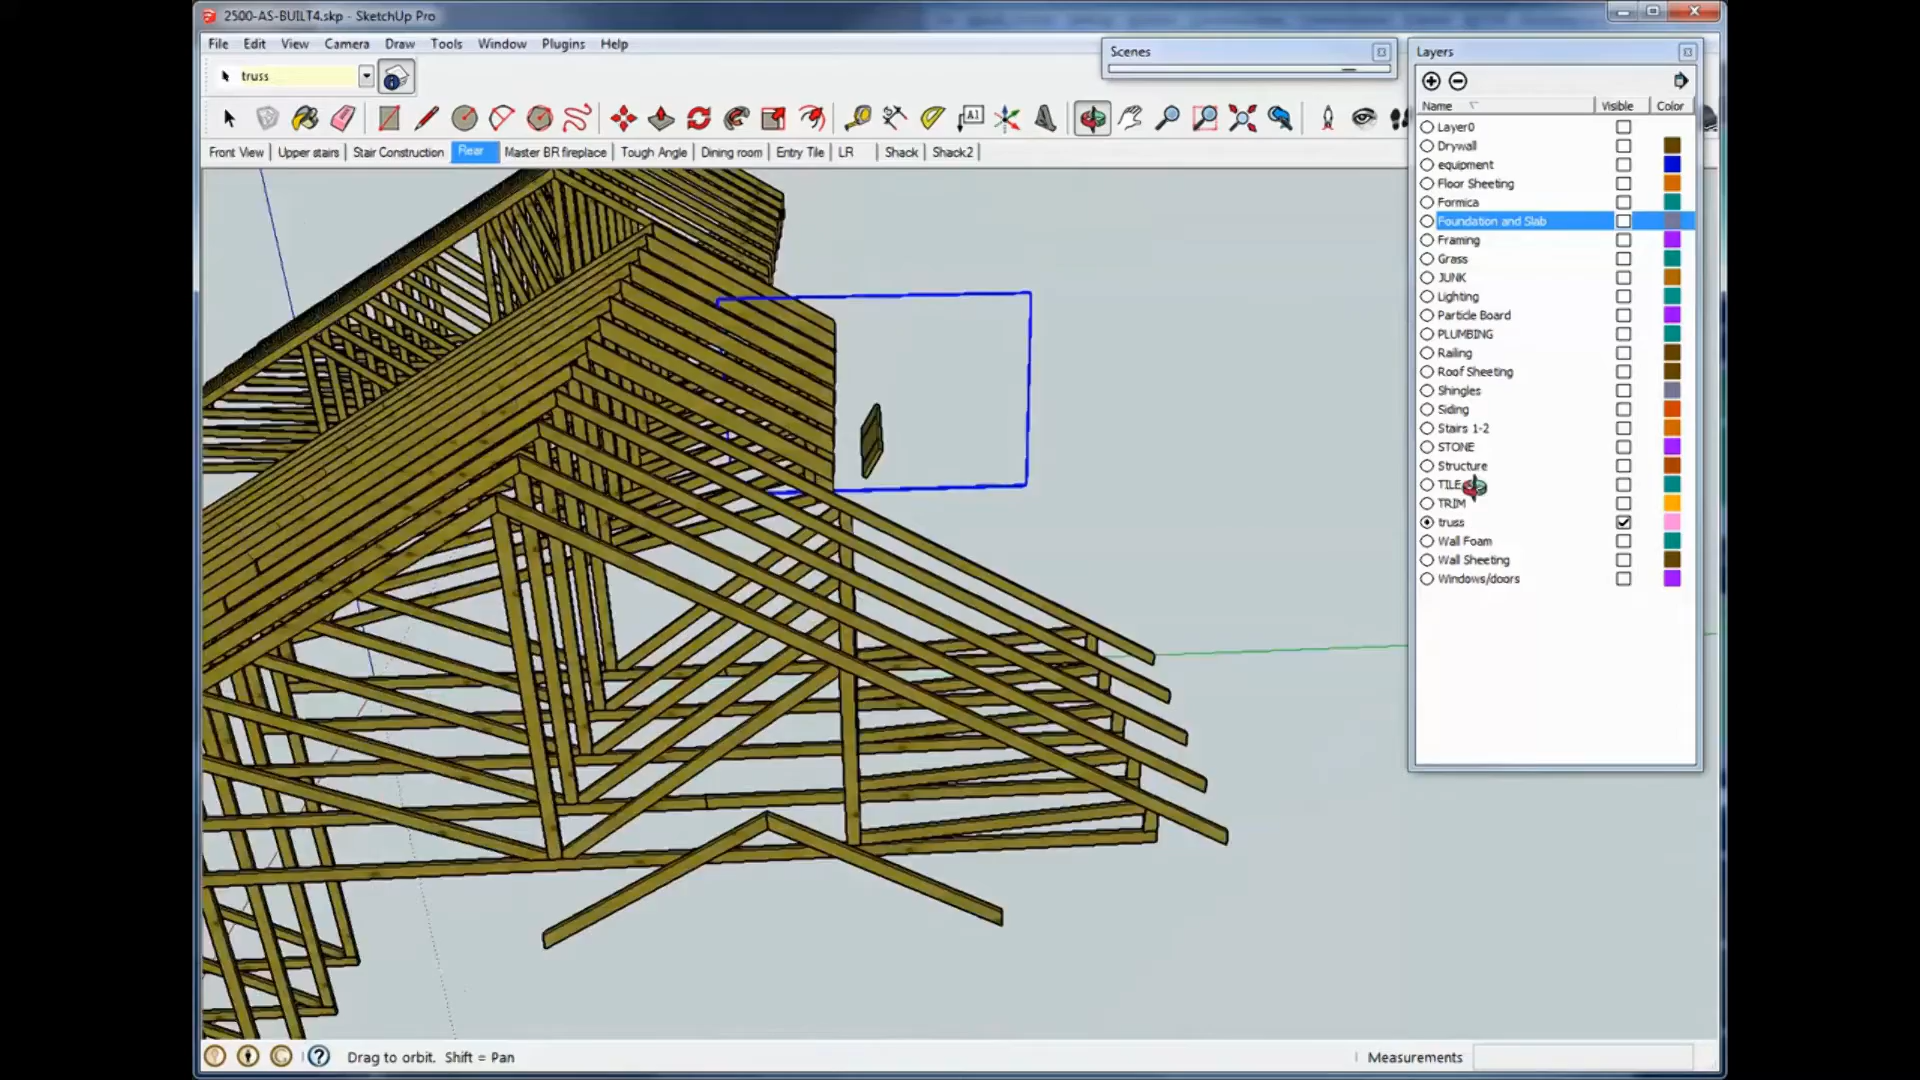 2500-AS-BUILT4.skp - SketchUp Pro
File Edit View Camera Draw Tools Window Plugins Help
truss
Front View Upper stairs Stair Construction Rear Master BR fireplace Tough Angle Dining room Entry Tile LR Shack Shack2
Scenes
Layers
Name Visible Color
Layer0
Drywall
equipment
Floor Sheeting
Formica
Foundation and Slab
Framing
Grass
JUNK
Lighting
Particle Board
PLUMBING
Railing
Roof Sheeting
Shingles
Siding
Stairs 1-2
STONE
Structure
TILE
TRIM
truss
Wall Foam
Wall Sheeting
Windows/doors
Drag to orbit. Shift = Pan
Measurements